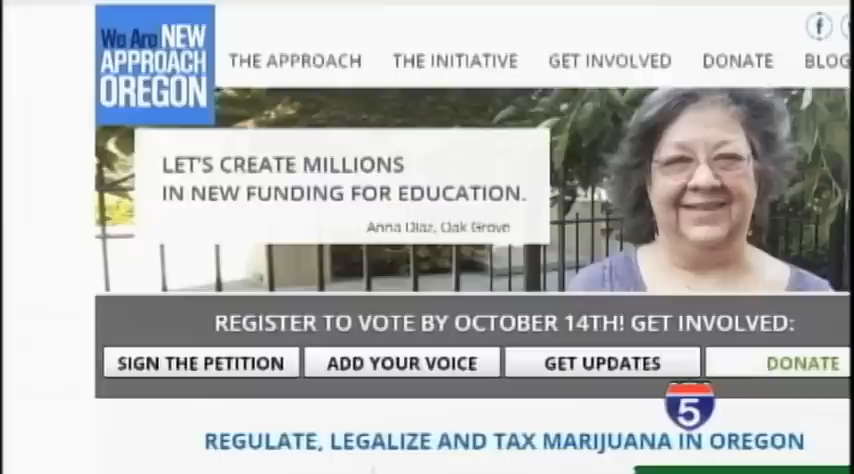 We Are NEW
APPROACH
OREGON
THE APPROACH THE INITIATIVE GET INVOLVED DONATE BLOG
LET'S CREATE MILLIONS
IN NEW FUNDING FOR EDUCATION.
Anna Diaz, Oak Grove
REGISTER TO VOTE BY OCTOBER 14TH! GET INVOLVED:
SIGN THE PETITION ADD YOUR VOICE GET UPDATES DONATE
5
REGULATE, LEGALIZE AND TAX MARIJUANA IN OREGON